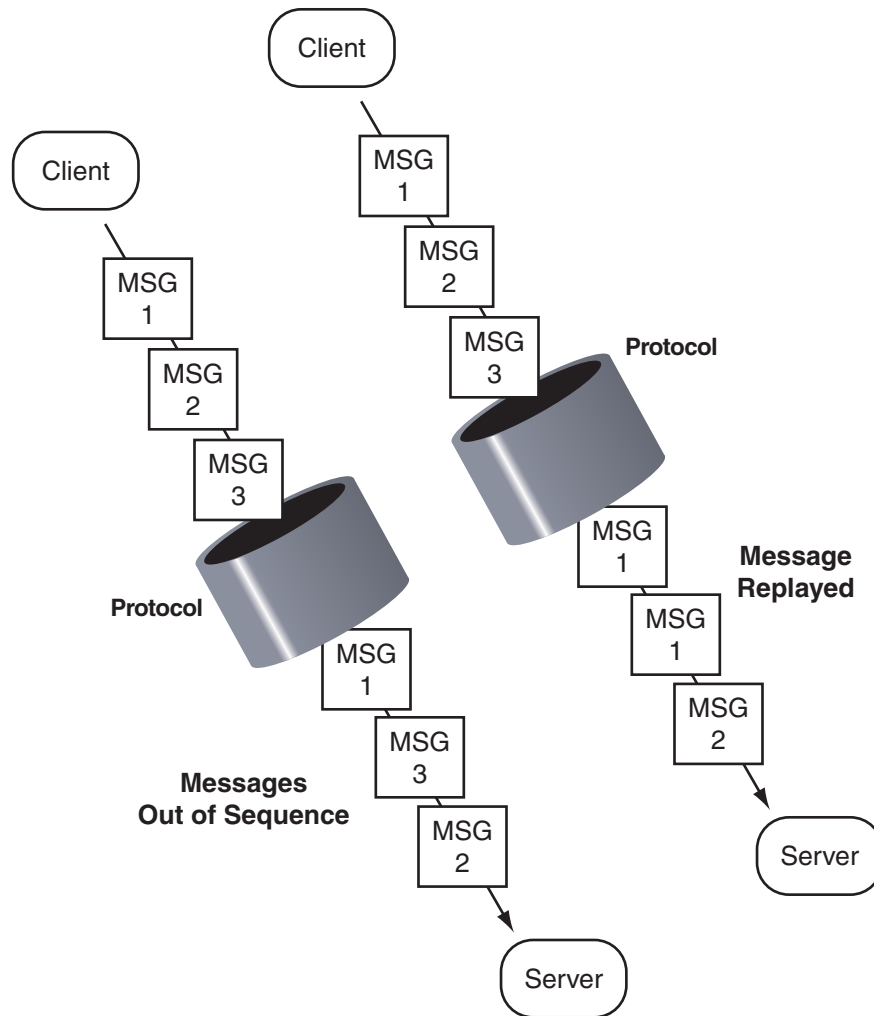 Client
MSG
1
MSG
2
MSG
3
Protocol
MSG
1
MSG
3
MSG
2
Messages
Out of Sequence
Server
Client
MSG
1
MSG
2
MSG
3
Protocol
MSG
1
MSG
1
MSG
2
Message
Replayed
Server